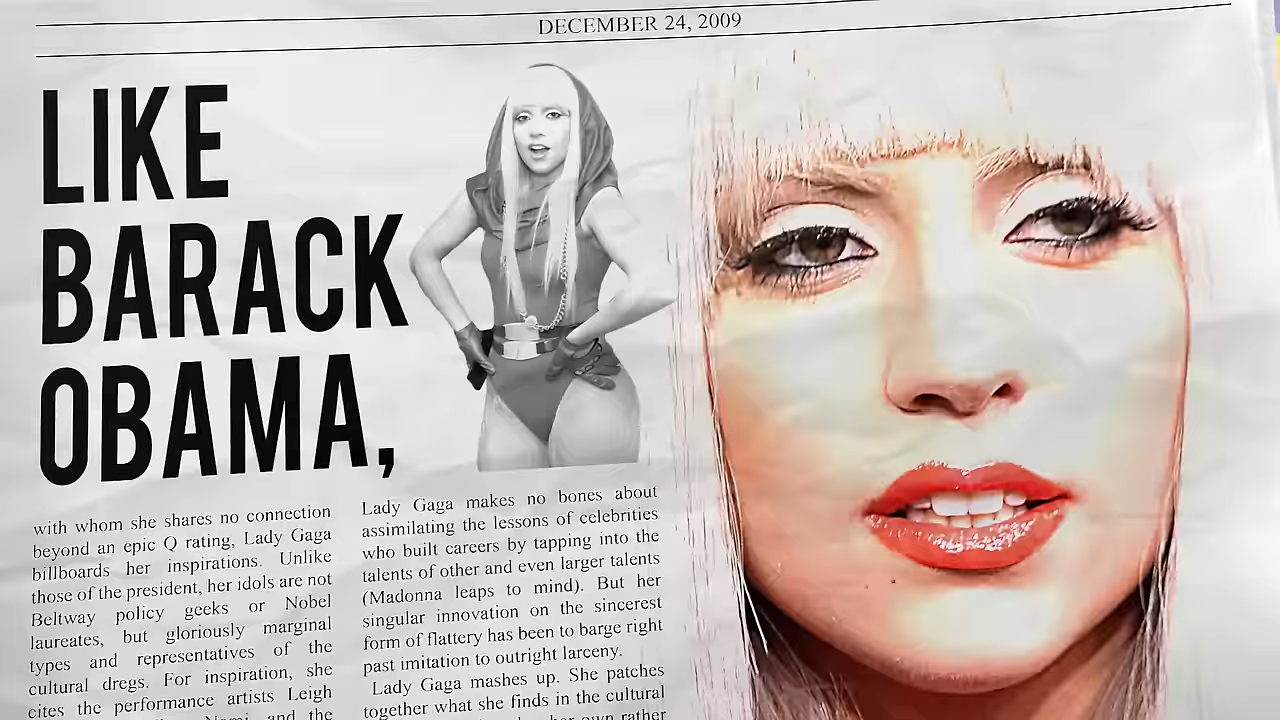 DECEMBER 24, 2009
LIKE
BARACK
OBAMA,
with whom she shares no connection
beyond an epic Q rating, Lady Gaga
billboards her inspirations. Unlike
those of the president, her idols are not
Beltway policy geeks or Nobel
laureates, but gloriously marginal
types and representatives of the
cultural dregs. For inspiration, she
cites the performance artists Leigh
and the
Lady Gaga makes no bones about
assimilating the lessons of celebrities
who built careers by tapping into the
talents of other and even larger talents
(Madonna leaps to mind). But her
singular innovation on the sincerest
form of flattery has been to barge right
past imitation to outright larceny.
Lady Gaga mashes up. She patches
together what she finds in the cultural
her own rather